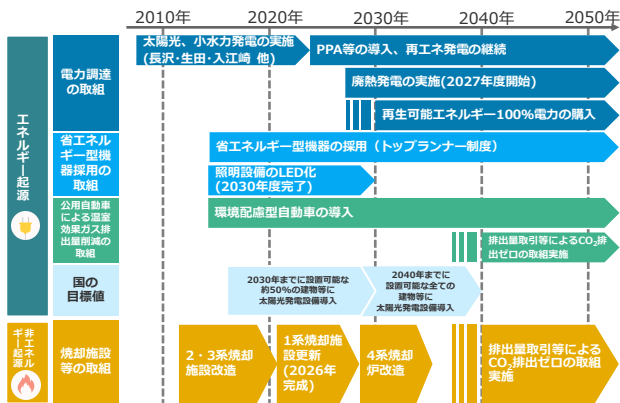 2010年
2020年
2030年
2040年
2050年
エネルギー起源
電力調達
の取組
太陽光、小水力発電の実施
(長沢・生田・入江崎 他)
PPA等の導入、再エネ発電の継続
廃熱発電の実施(2027年度開始)
再生可能エネルギー100%電力の購入
省エネル
ギー型機
器採用の
取組
省エネルギー型機器の採用（トップランナー制度）
照明設備のLED化
(2030年度完了)
公用自動車
による温室
効果ガス排
出量削減の
取組
環境配慮型自動車の導入
排出量取引等によるCO₂排
出ゼロの取組実施
国の
目標値
2030年までに設置可能な
約50%の建物等に
太陽光発電設備導入
2040年までに
設置可能な全ての
建物等に
太陽光発電設備導入
非エネル
ギー起源
焼却施設
等の取組
2・3系焼却
施設改造
1系焼却施
設更新
(2026年
完成)
4系焼却
炉改造
排出量取引等による
CO₂排出ゼロの取組
実施